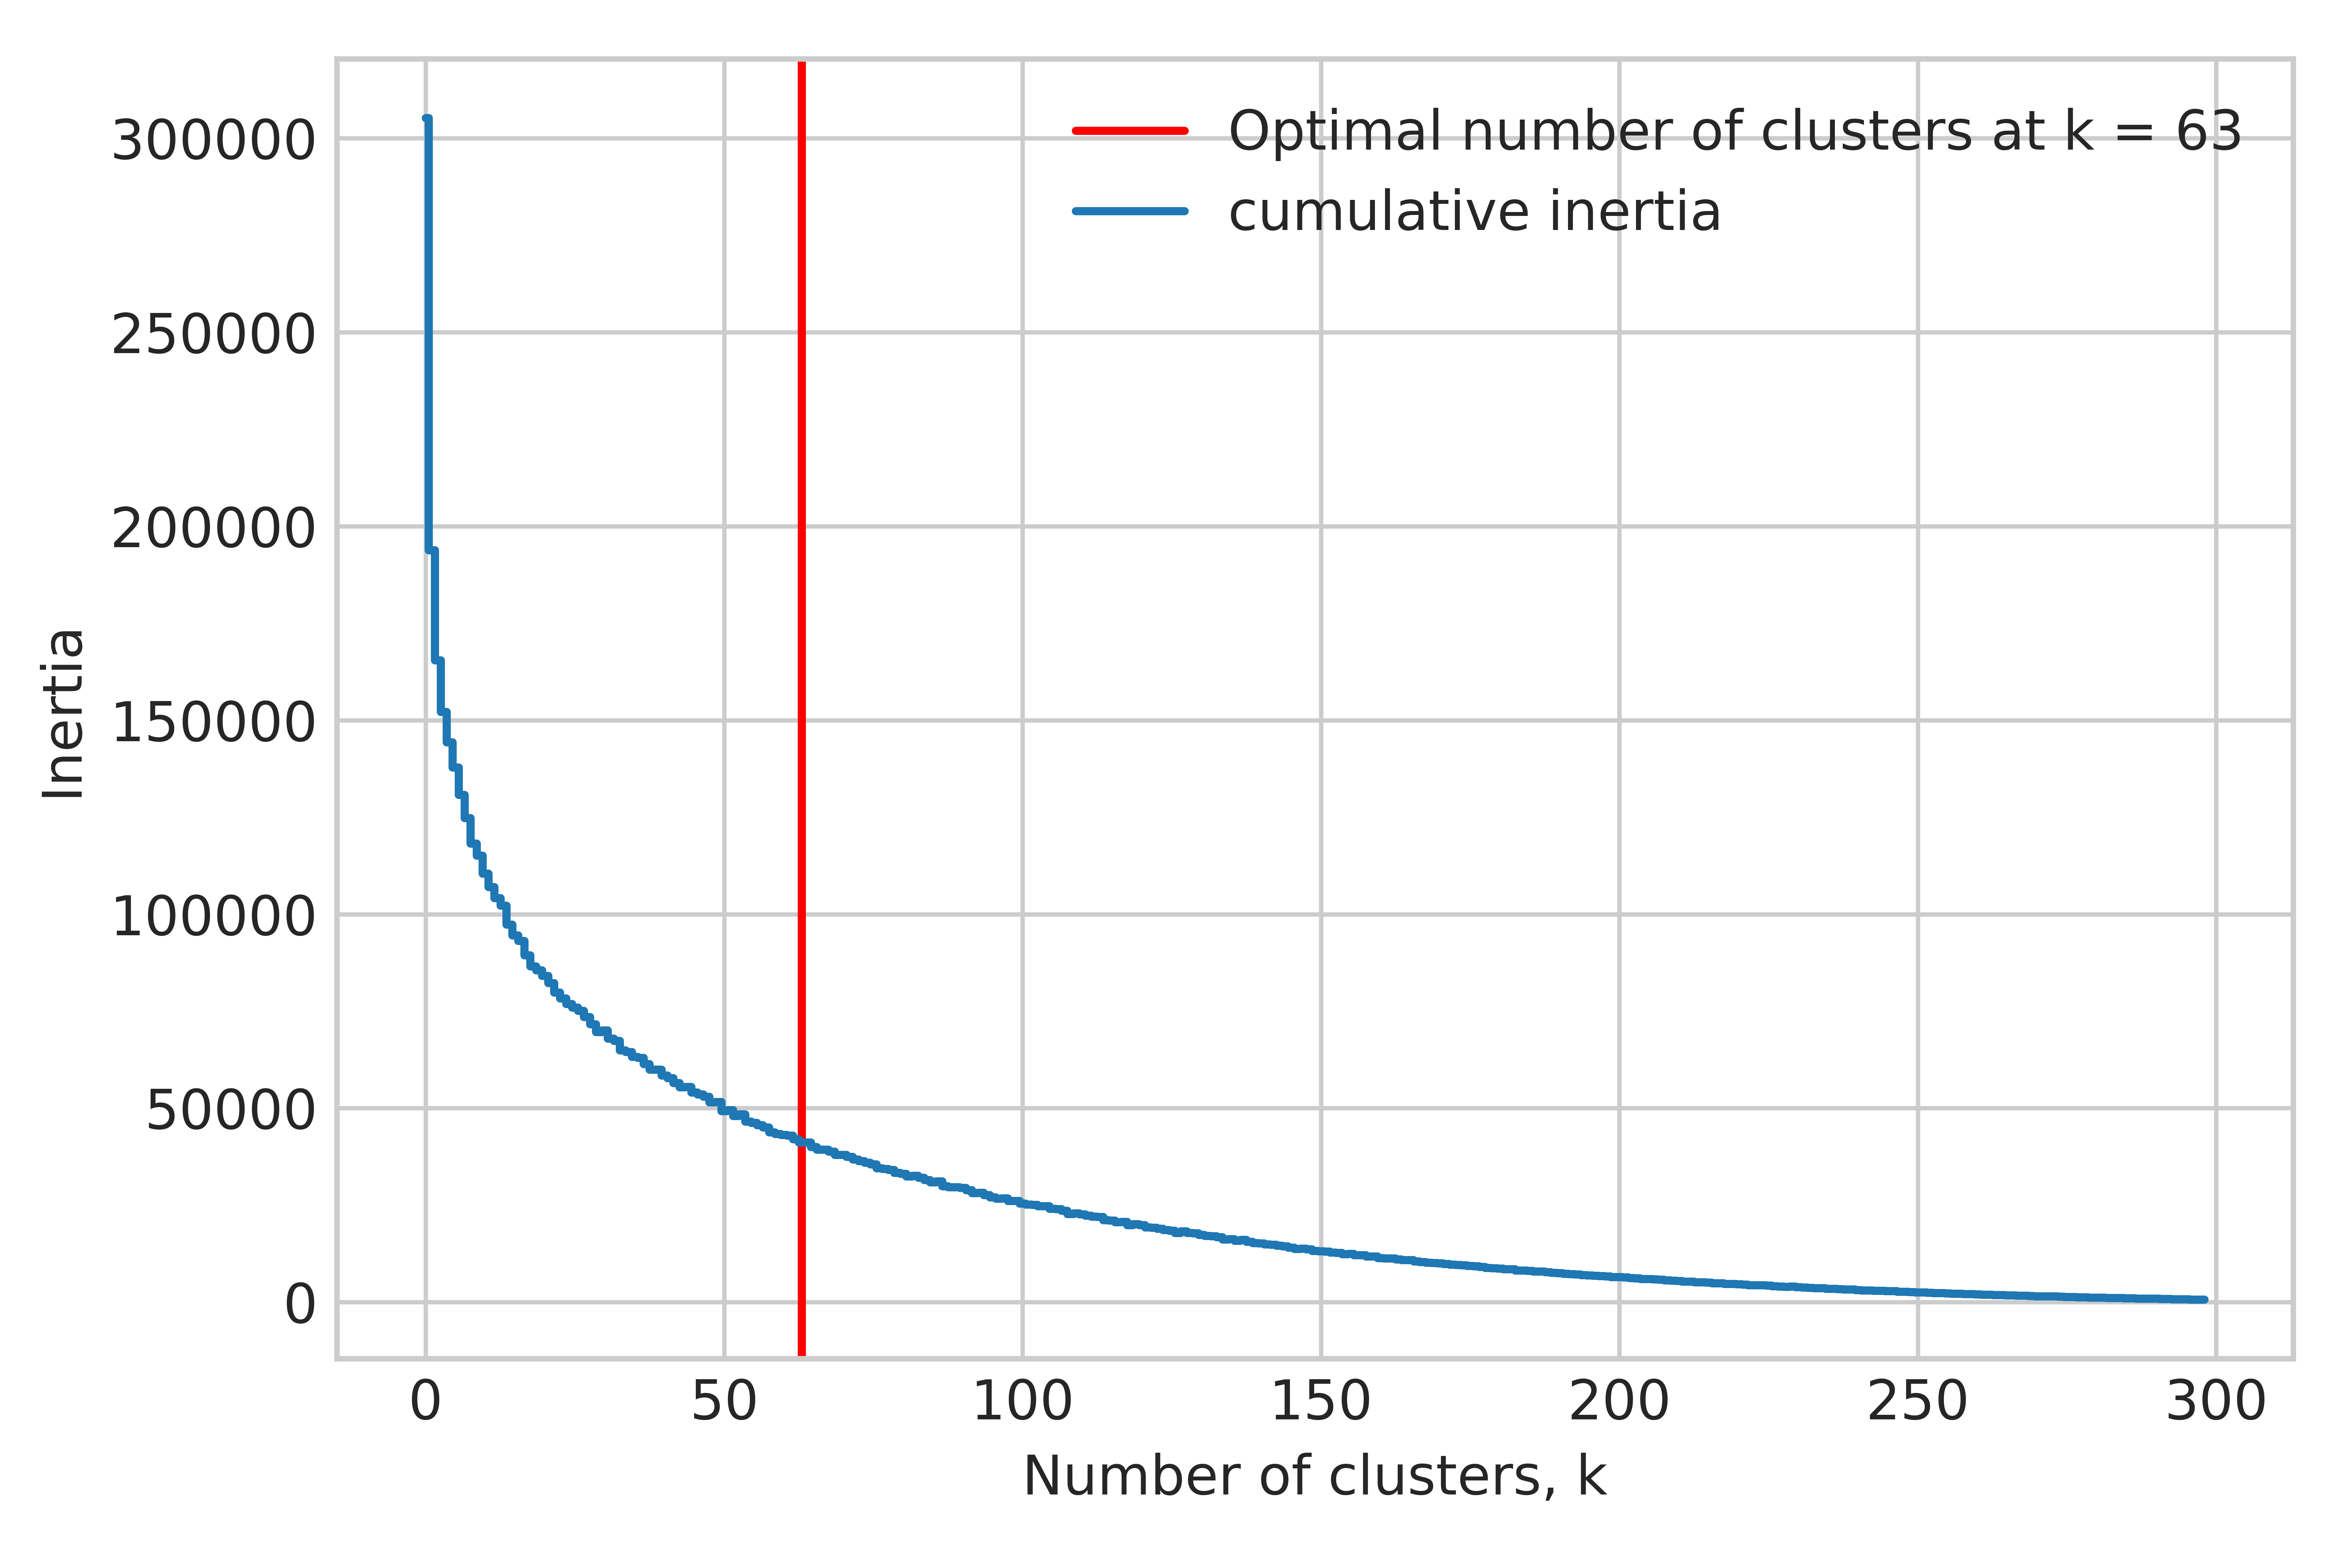 Optimal number of clusters at k = 63
cumulative inertia
300000
250000
200000
150000
100000
50000
0
Inertia
0 50 100 150 200 250 300
Number of clusters, k